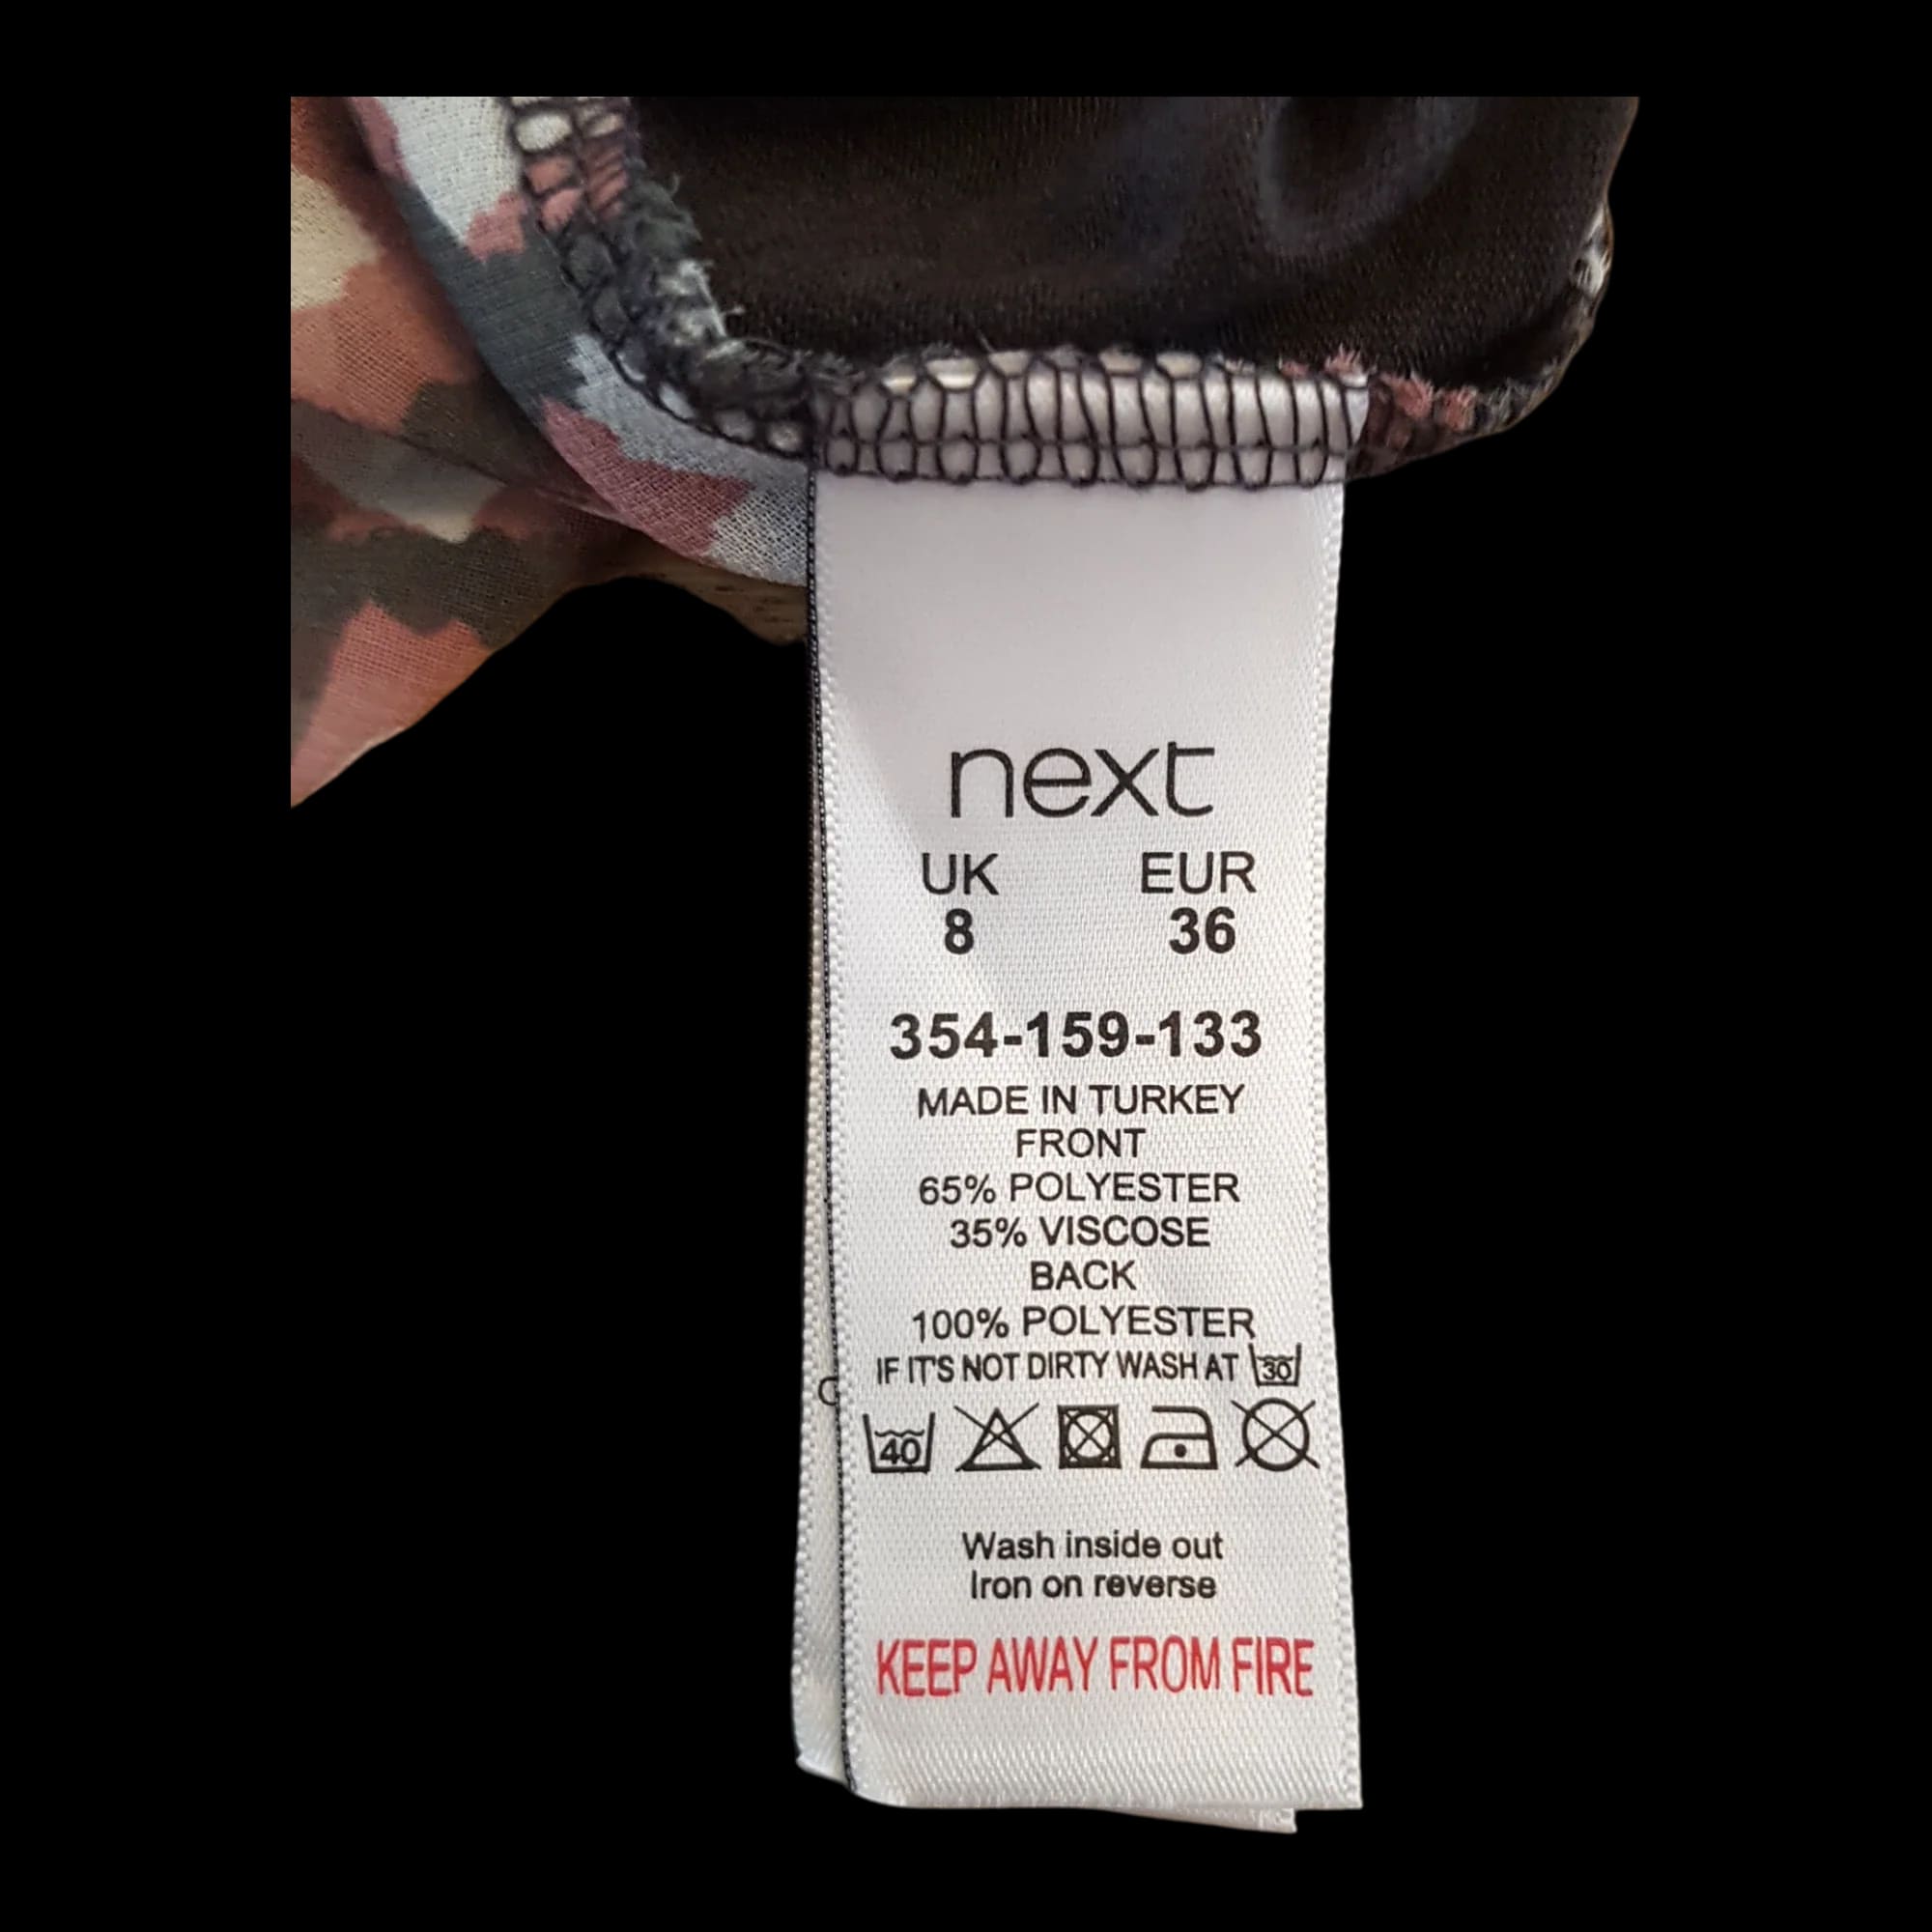 next
UK EUR
8 36
354-159-133
MADE IN TURKEY
FRONT
65% POLYESTER
35% VISCOSE
BACK
100% POLYESTER
IF IT'S NOT DIRTY WASH AT 30
40
Wash inside out
Iron on reverse
KEEP AWAY FROM FIRE